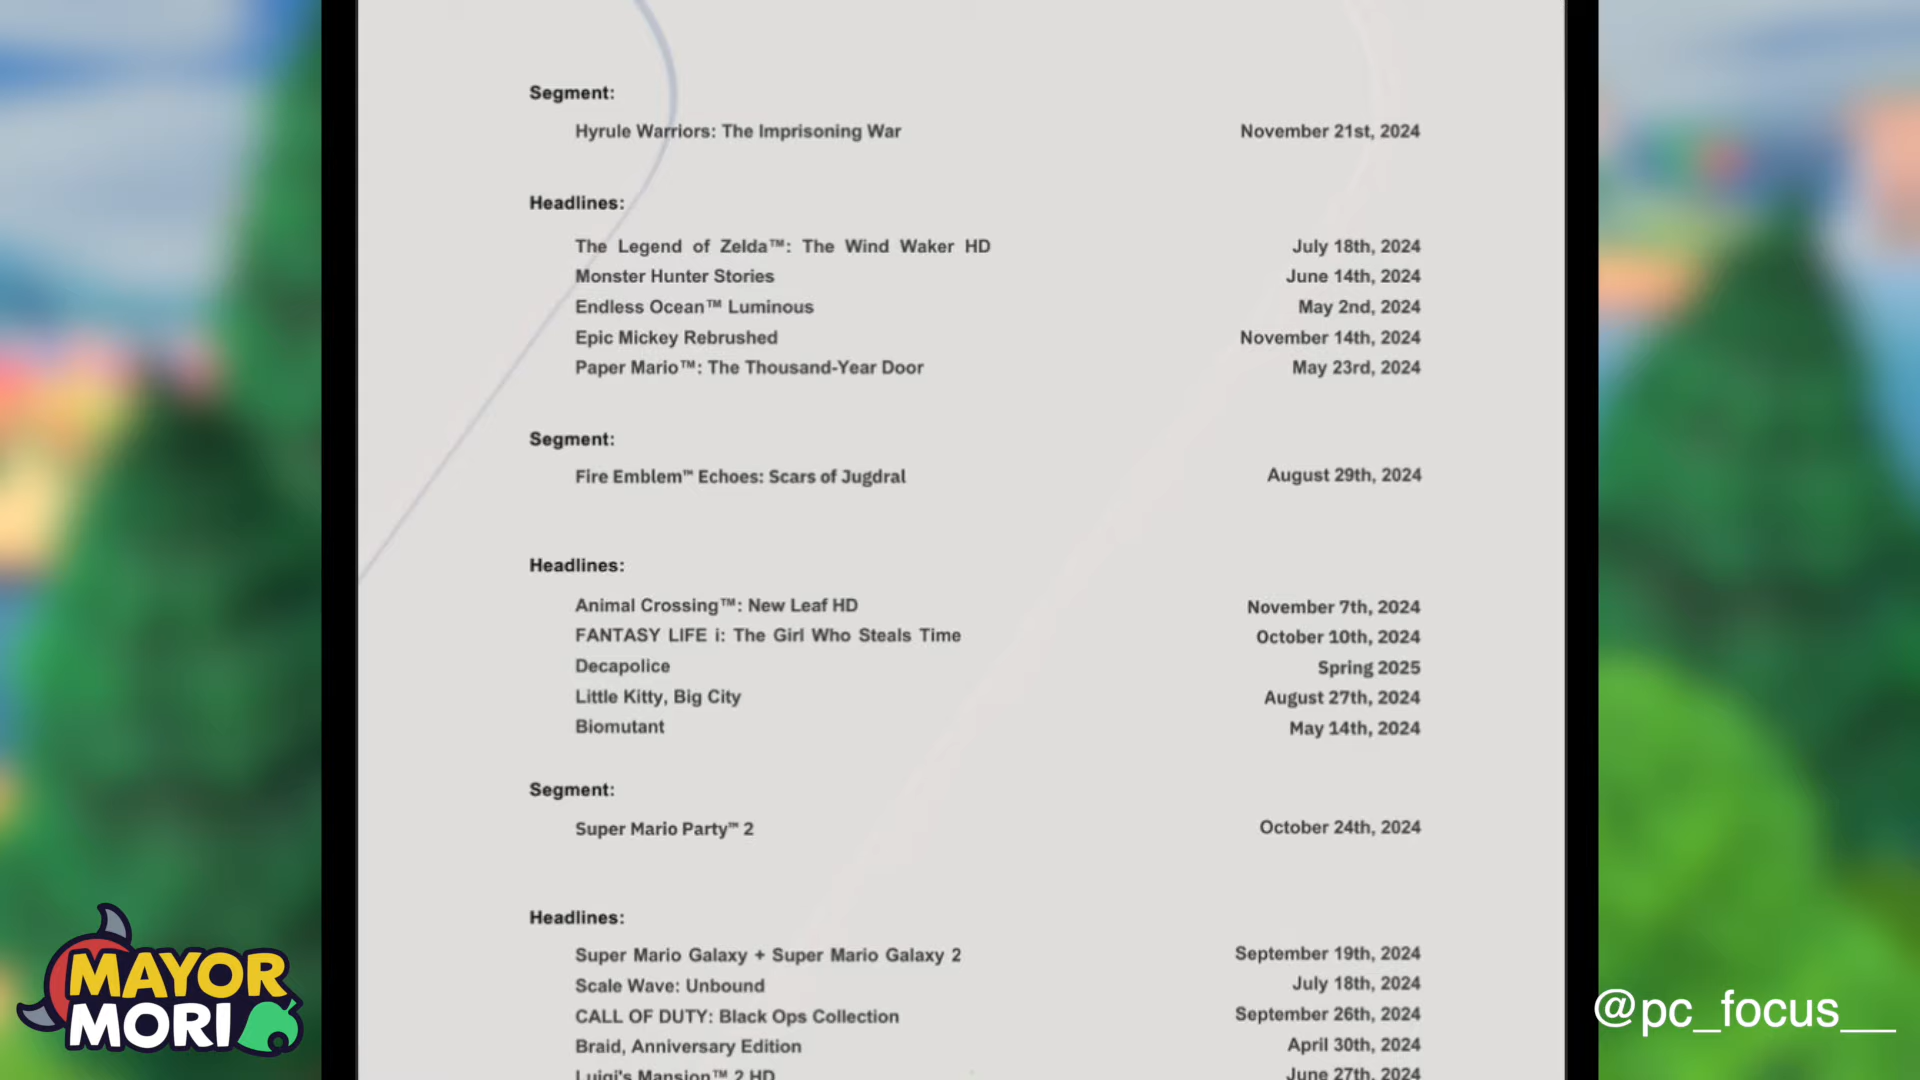 Segment:
Hyrule Warriors: The Imprisoning War November 21st, 2024
Headlines:
The Legend of Zelda™: The Wind Waker HD July 18th, 2024
Monster Hunter Stories June 14th, 2024
Endless Ocean™ Luminous May 2nd, 2024
Epic Mickey Rebrushed November 14th, 2024
Paper Mario™: The Thousand-Year Door May 23rd, 2024
Segment:
Fire Emblem™ Echoes: Scars of Jugdral August 29th, 2024
Headlines:
Animal Crossing™: New Leaf HD November 7th, 2024
FANTASY LIFE i: The Girl Who Steals Time October 10th, 2024
Decapolice Spring 2025
Little Kitty, Big City August 27th, 2024
Biomutant May 14th, 2024
Segment:
Super Mario Party™ 2 October 24th, 2024
Headlines:
Super Mario Galaxy + Super Mario Galaxy 2 September 19th, 2024
Scale Wave: Unbound July 18th, 2024
CALL OF DUTY: Black Ops Collection September 26th, 2024
Braid, Anniversary Edition April 30th, 2024
Luigi's Mansion™ 2 HD June 27th, 2024
MAYOR
MORI
@pc_focus__